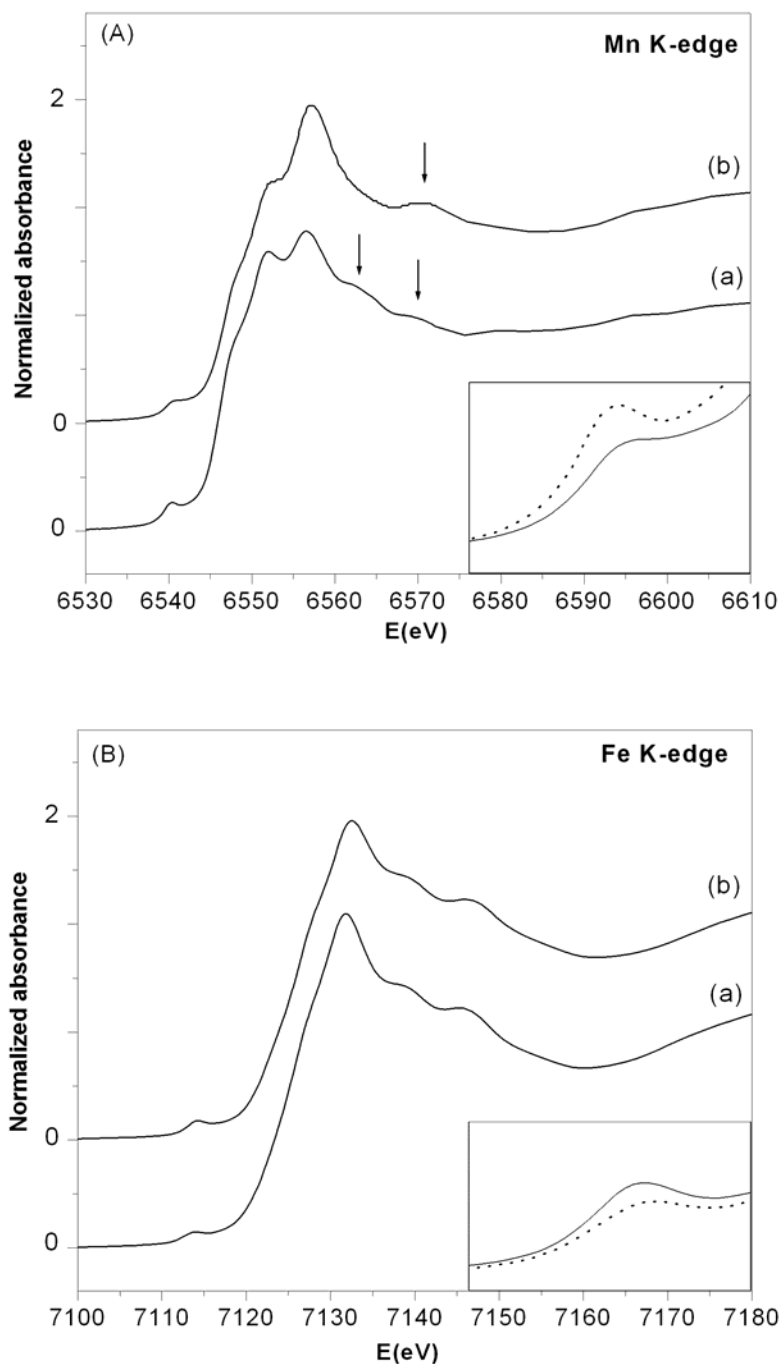 (A)
Mn K-edge
2
(b)
(a)
0
0
Normalized absorbance
6530 6540 6550 6560 6570 6580 6590 6600 6610
E(eV)
(B)
Fe K-edge
2
(b)
(a)
0
0
Normalized absorbance
7100 7110 7120 7130 7140 7150 7160 7170 7180
E(eV)